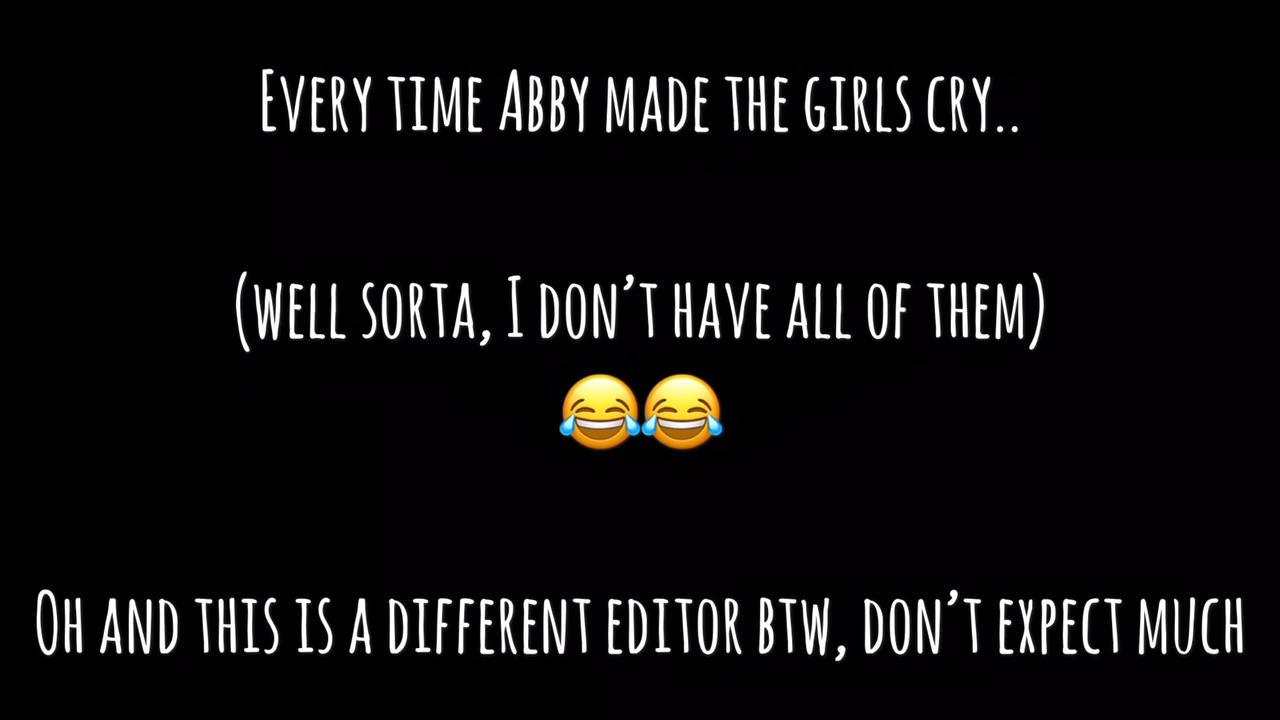 Every time Abby made the girls cry..
(well sorta, I don't have all of them)
😂😂
Oh and this is a different editor btw, don't expect much